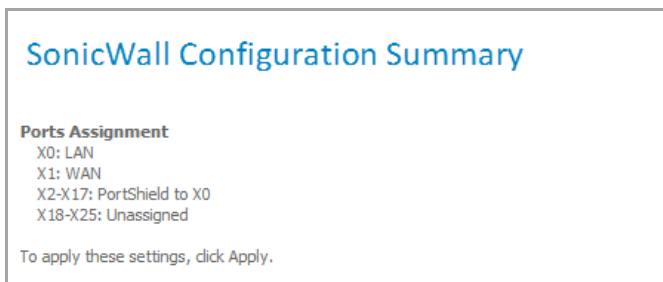 SonicWall Configuration Summary
Ports Assignment
X0: LAN
X1: WAN
X2-X17: PortShield to X0
X18-X25: Unassigned
To apply these settings, click Apply.